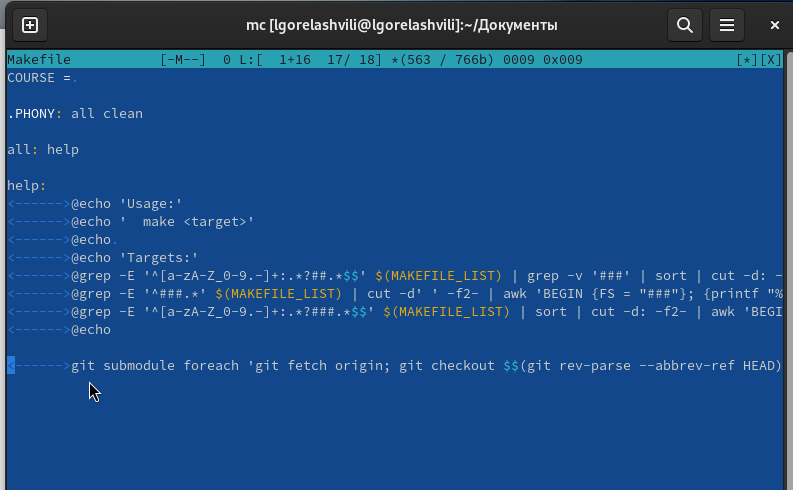 mc [lgorelashvili@lgorelashvili]:~/Документы
Makefile [-M--] 0 L:[ 1+16 17/ 18] *(563 / 766b) 0009 0x009 [*][X]
COURSE =.
.PHONY: all clean
all: help
help:
<------>@echo 'Usage:'
<------>@echo '  make <target>'
<------>@echo.
<------>@echo 'Targets:'
<------>@grep -E '^[a-zA-Z_0-9.-]+:.*?##.*$$' $(MAKEFILE_LIST) | grep -v '###' | sort | cut -d: -
<------>@grep -E '^###.*' $(MAKEFILE_LIST) | cut -d' ' -f2- | awk 'BEGIN {FS = "###"}; {printf "%
<------>@grep -E '^[a-zA-Z_0-9.-]+:.*?###.*$$' $(MAKEFILE_LIST) | sort | cut -d: -f2- | awk 'BEGI
<------>@echo
<------>git submodule foreach 'git fetch origin; git checkout $$(git rev-parse --abbrev-ref HEAD)